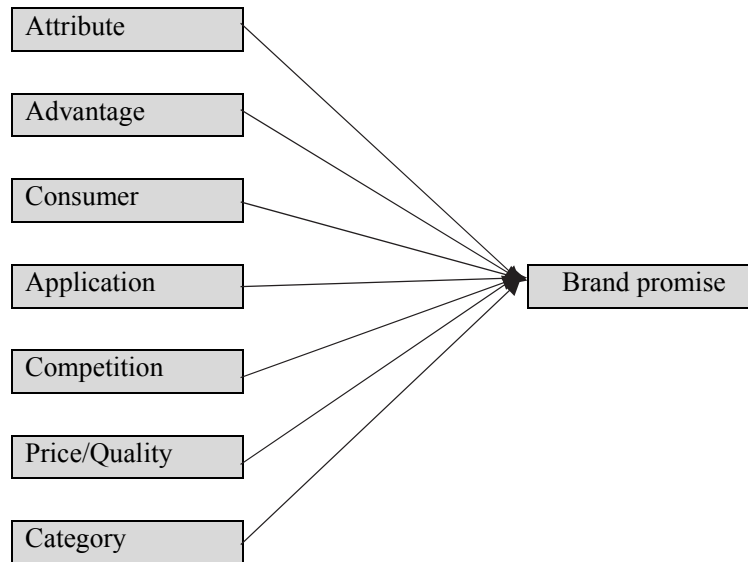 Attribute
Advantage
Consumer
Application
Brand promise
Competition
Price/Quality
Category